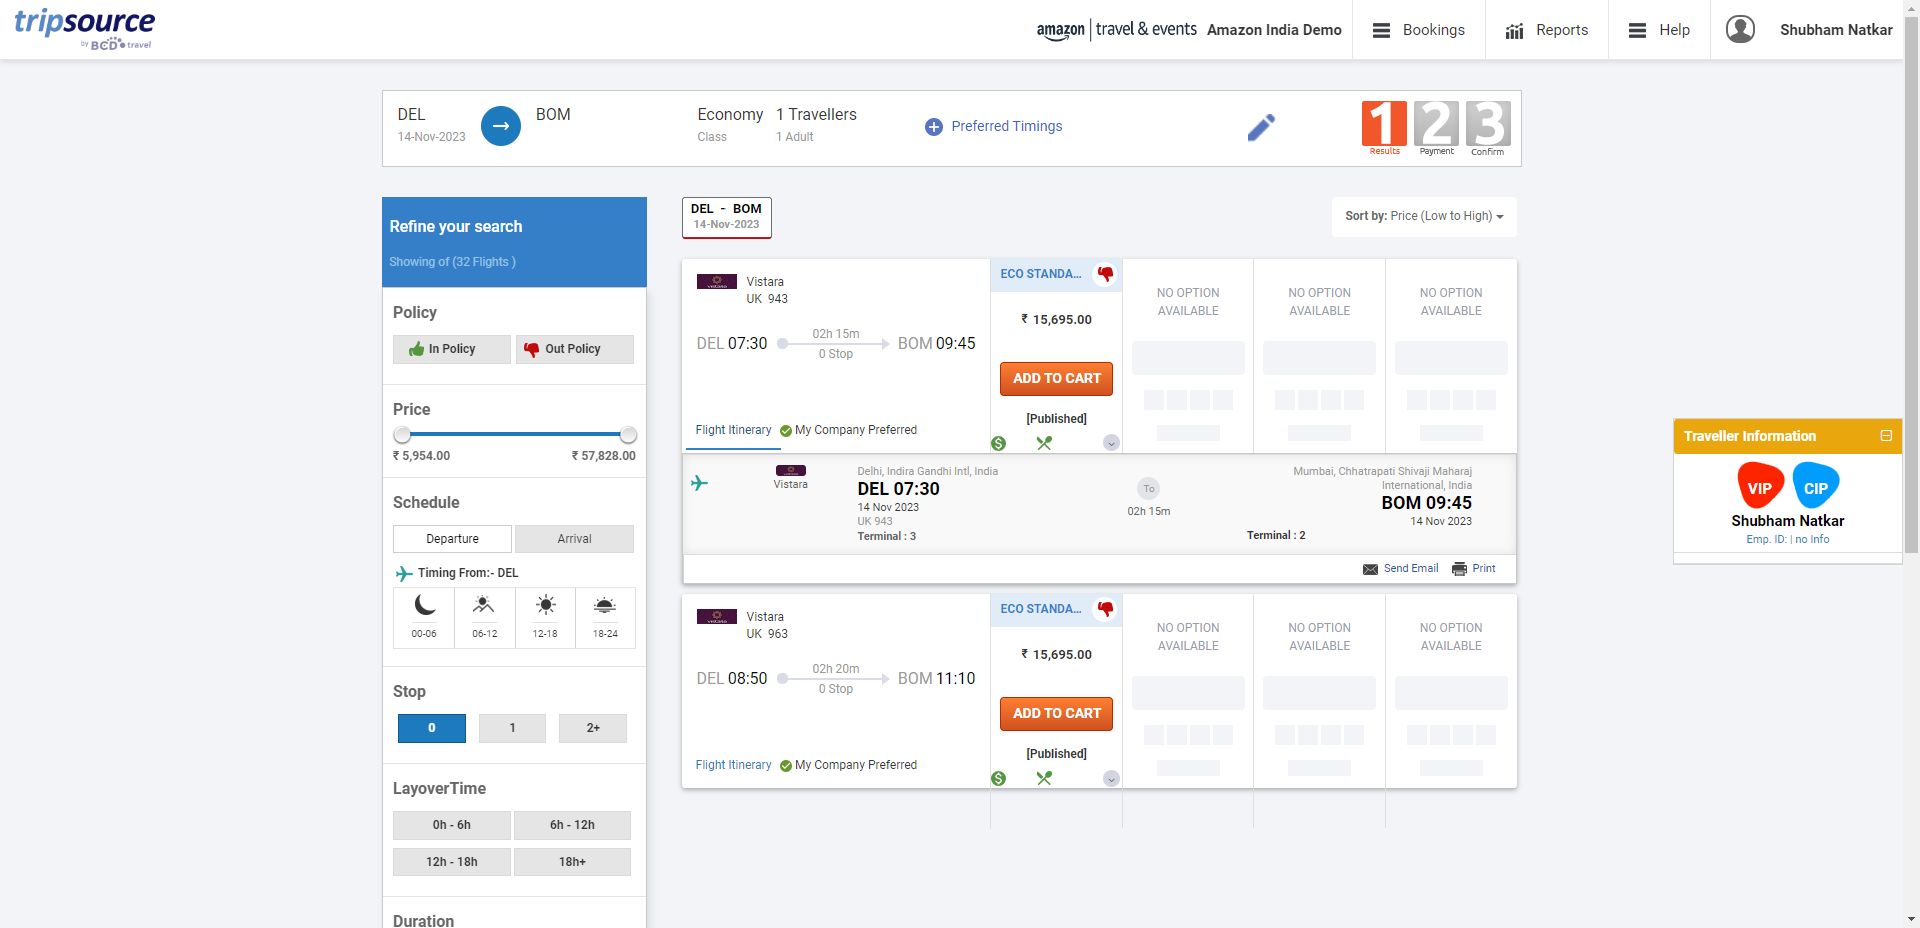 tripsource
by BCD travel
amazon | travel & events Amazon India Demo
Bookings
Reports
Help
Shubham Natkar
DEL
14-Nov-2023
BOM
Economy
Class
1 Travellers
1 Adult
Preferred Timings
1 2 3
Results Payment Confirm
Refine your search
Showing of (32 Flights )
Policy
In Policy
Out Policy
Price
₹ 5,954.00
₹ 57,828.00
Schedule
Departure
Arrival
Timing From:- DEL
00-06
06-12
12-18
18-24
Stop
0
1
2+
LayoverTime
0h - 6h
6h - 12h
12h - 18h
18h+
Duration
DEL - BOM
14-Nov-2023
Sort by: Price (Low to High)
vistara
Vistara
UK 943
DEL 07:30
02h 15m
0 Stop
BOM 09:45
Flight Itinerary
My Company Preferred
ECO STANDA...
₹ 15,695.00
ADD TO CART
[Published]
$
NO OPTION
AVAILABLE
NO OPTION
AVAILABLE
NO OPTION
AVAILABLE
Vistara
Delhi, Indira Gandhi Intl, India
DEL 07:30
14 Nov 2023
UK 943
Terminal : 3
To
02h 15m
Mumbai, Chhatrapati Shivaji Maharaj
International, India
BOM 09:45
14 Nov 2023
Terminal : 2
Send Email
Print
vistara
Vistara
UK 963
DEL 08:50
02h 20m
0 Stop
BOM 11:10
Flight Itinerary
My Company Preferred
ECO STANDA...
₹ 15,695.00
ADD TO CART
[Published]
$
NO OPTION
AVAILABLE
NO OPTION
AVAILABLE
NO OPTION
AVAILABLE
Traveller Information
VIP
CIP
Shubham Natkar
Emp. ID: | no Info